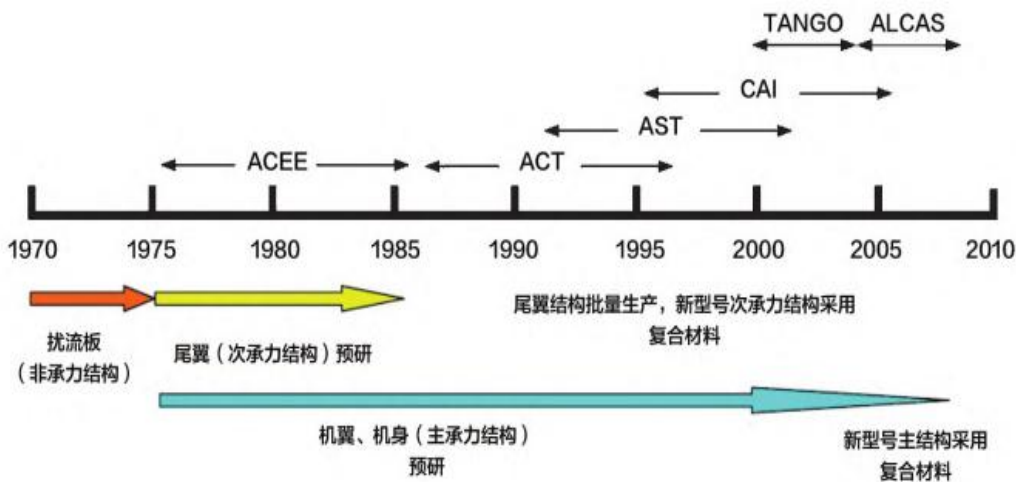 TANGO ALCAS
CAI
AST
ACEE ACT
1970 1975 1980 1985 1990 1995 2000 2005 2010
扰流板
（非承力结构）
尾翼（次承力结构）预研
尾翼结构批量生产，新型号次承力结构采用
复合材料
机翼、机身（主承力结构）
预研
新型号主结构采用
复合材料